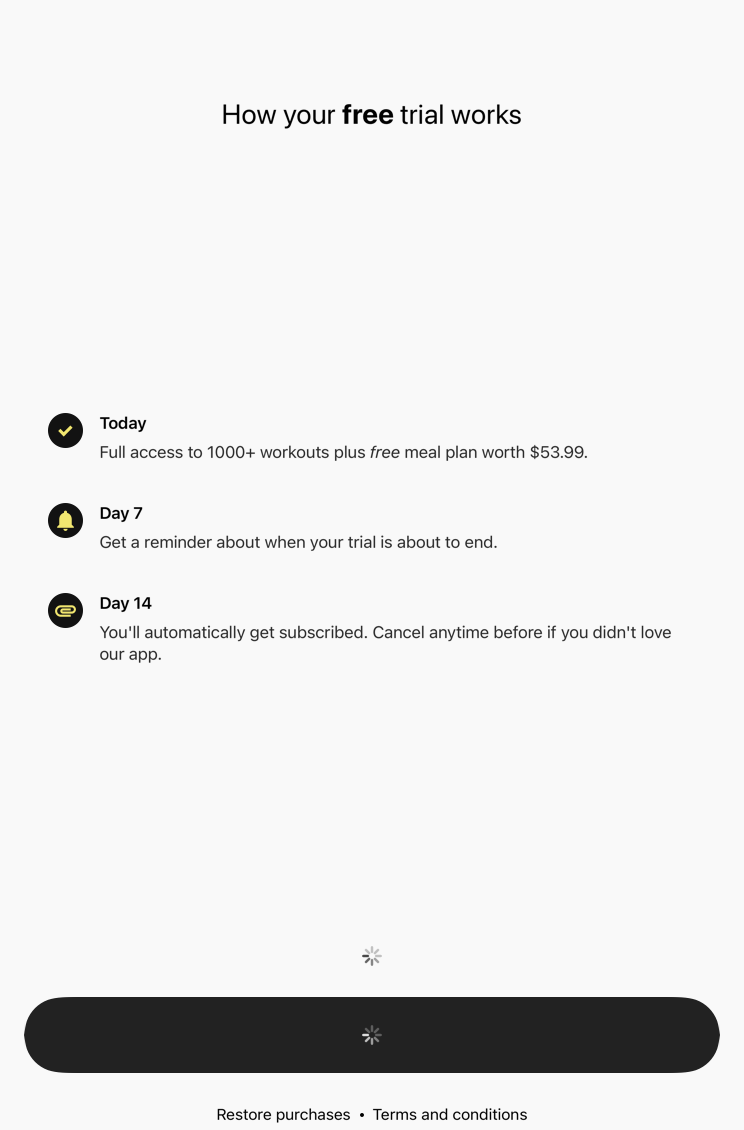 How your free trial works
Today
Full access to 1000+ workouts plus free meal plan worth $53.99.
Day 7
Get a reminder about when your trial is about to end.
Day 14
You'll automatically get subscribed. Cancel anytime before if you didn't love
our app.
Restore purchases • Terms and conditions